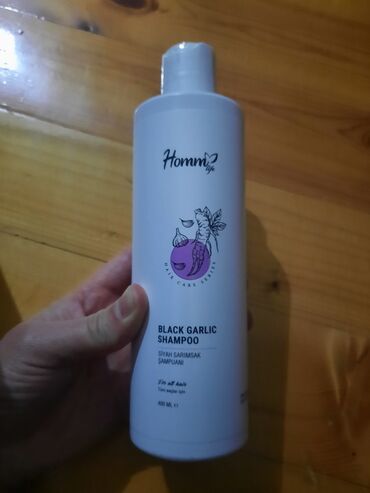 Homm
life
HAIR CARE SERIES
BLACK GARLIC
SHAMPOO
SİYAH SARIMSAK
ŞAMPUANI
For all hair
Tüm saçlar için
400 ML e